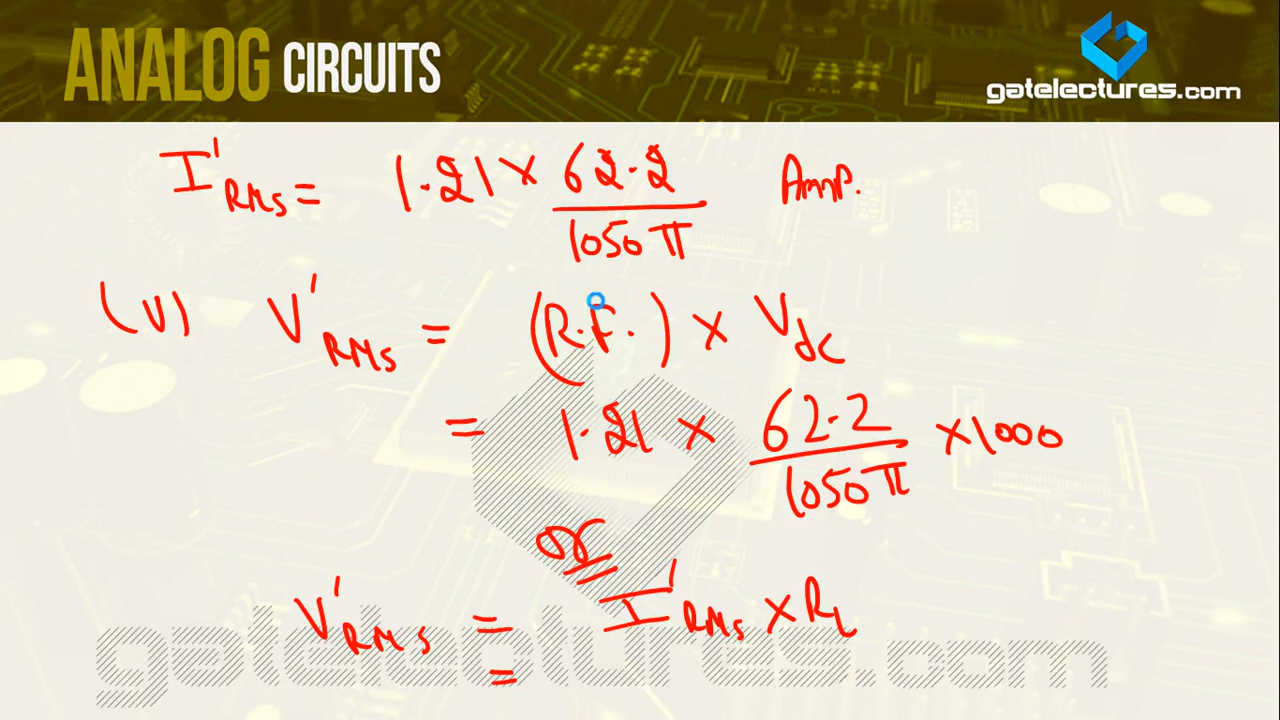 ANALOG CIRCUITS
gatelectures.com
I'RMS = 1.21 × 62.2/1050π Amp.
(V) V'RMS = (R.F.) × Vdc
= 1.21 × 62.2/1050π × 1000
or
V'RMS = I'RMS × RL
=
gatelectures.com